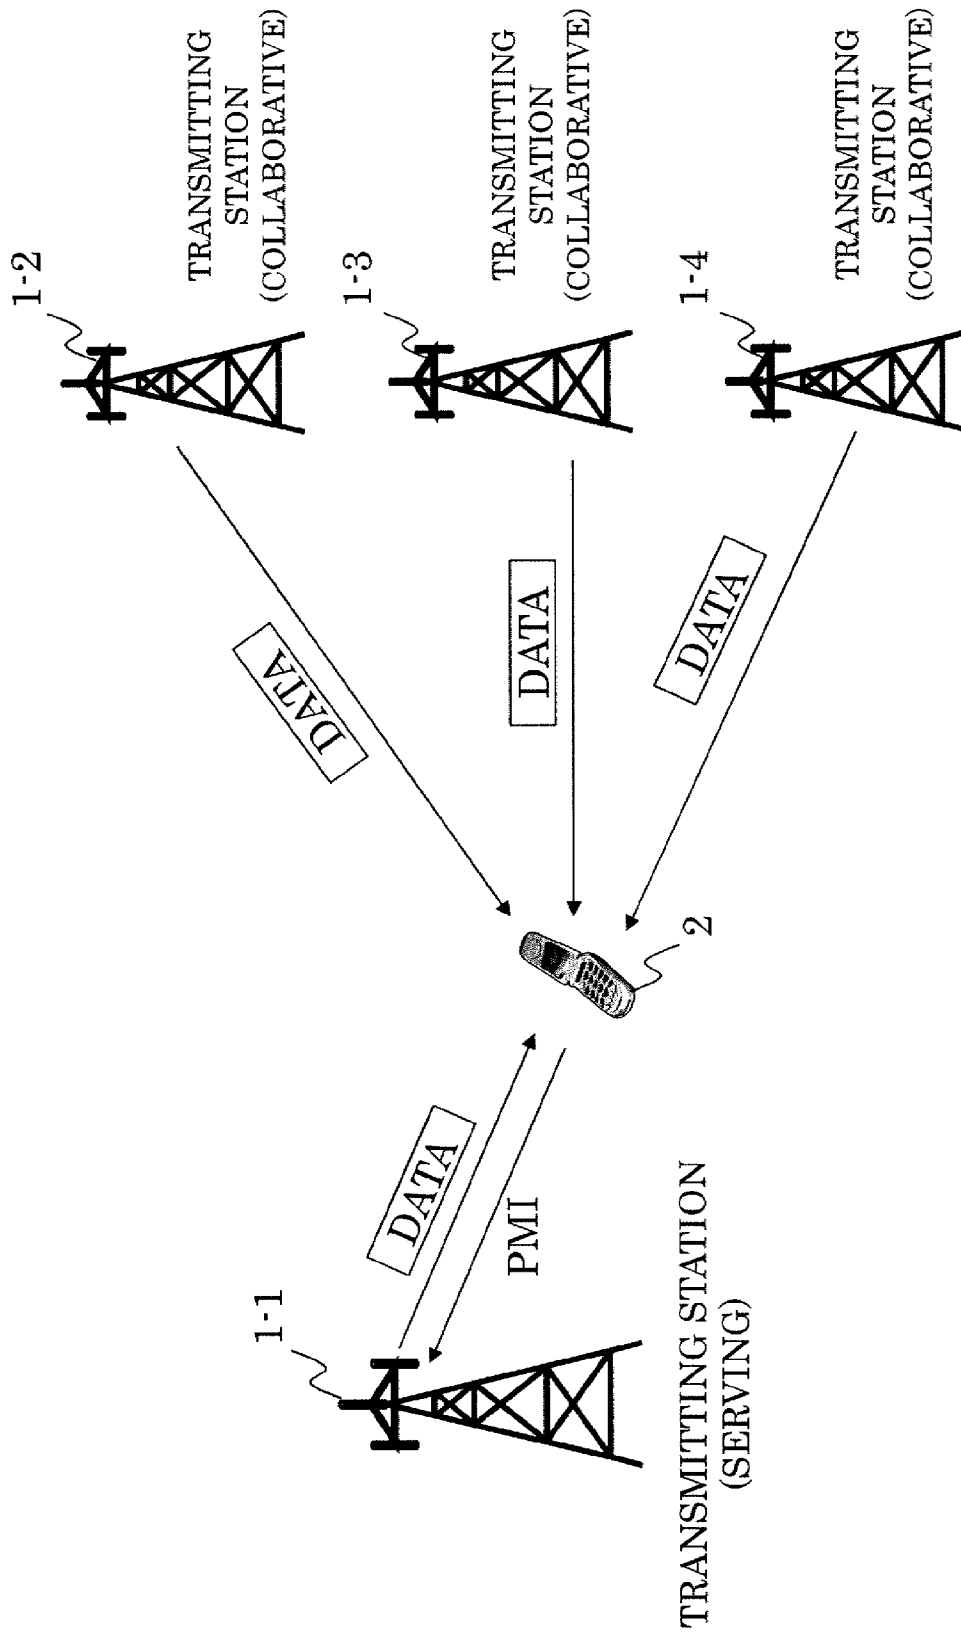 1-1
TRANSMITTING STATION
(SERVING)
DATA
PMI
2
DATA
DATA
DATA
1-2
TRANSMITTING
STATION
(COLLABORATIVE)
1-3
TRANSMITTING
STATION
(COLLABORATIVE)
1-4
TRANSMITTING
STATION
(COLLABORATIVE)